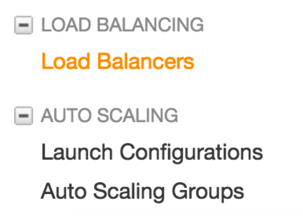 LOAD BALANCING
Load Balancers
AUTO SCALING
Launch Configurations
Auto Scaling Groups